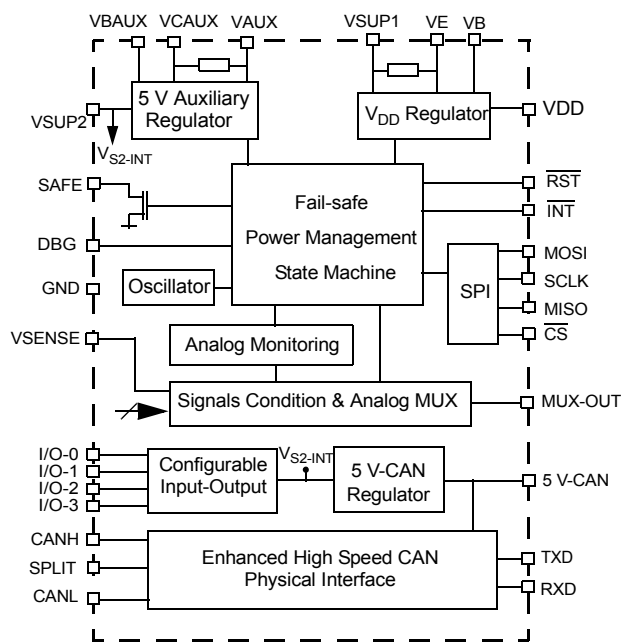 VBAUX VCAUX VAUX VSUP1 VE VB
5 V Auxiliary
Regulator
V_DD Regulator
VDD
VSUP2
V_S2-INT
SAFE
Fail-safe
Power Management
State Machine
RST
INT
DBG
MOSI
SCLK
MISO
CS
SPI
GND
Oscillator
VSENSE
Analog Monitoring
Signals Condition & Analog MUX
MUX-OUT
I/O-0
I/O-1
I/O-2
I/O-3
Configurable
Input-Output
V_S2-INT
5 V-CAN
Regulator
5 V-CAN
CANH
SPLIT
CANL
Enhanced High Speed CAN
Physical Interface
TXD
RXD